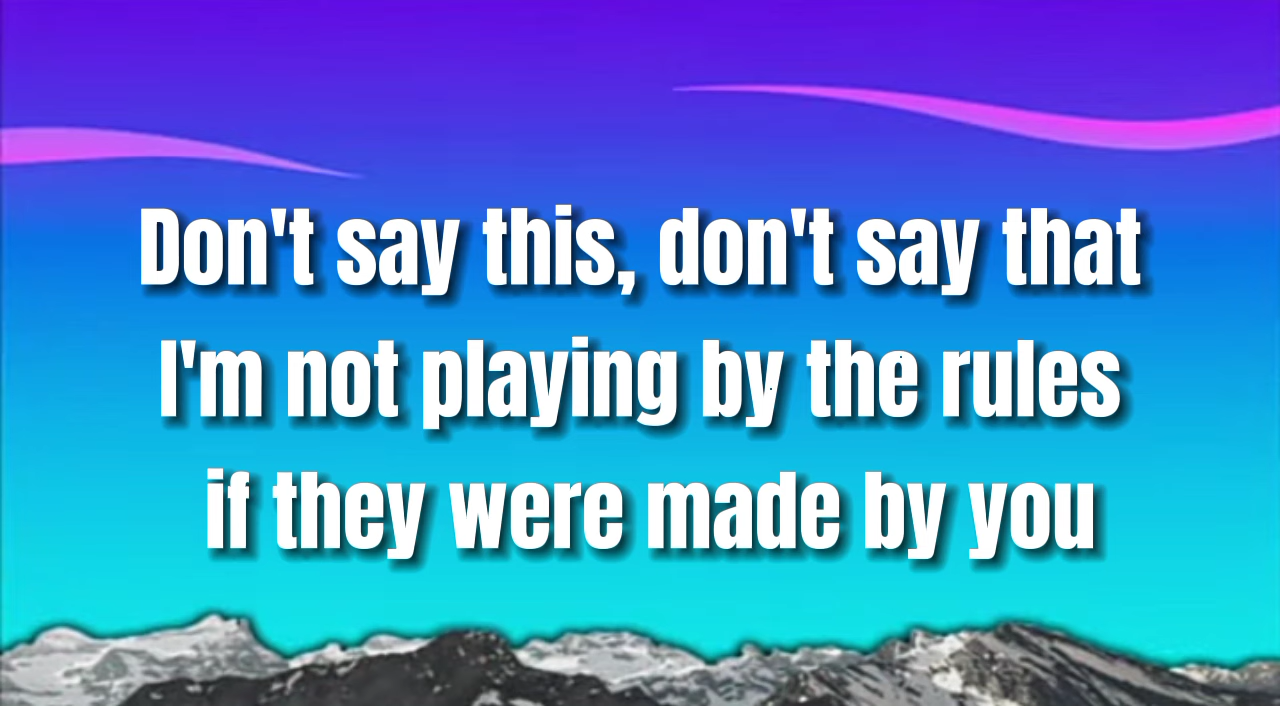 Don't say this, don't say that
I'm not playing by the rules
if they were made by you